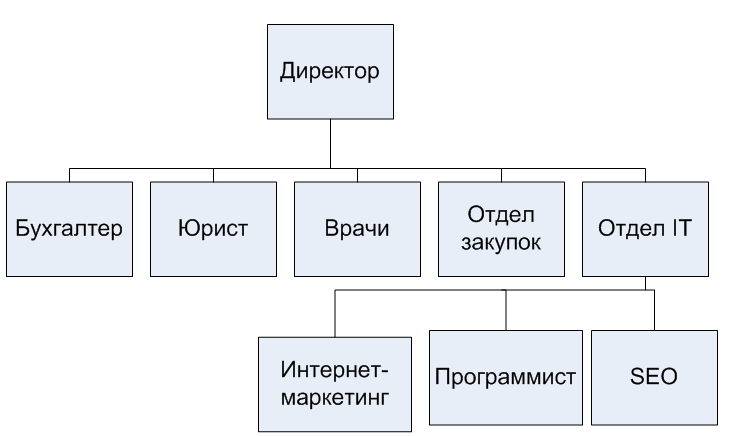 Директор
Бухгалтер
Юрист
Врачи
Отдел
закупок
Отдел IT
Интернет-
маркетинг
Программист
SEO